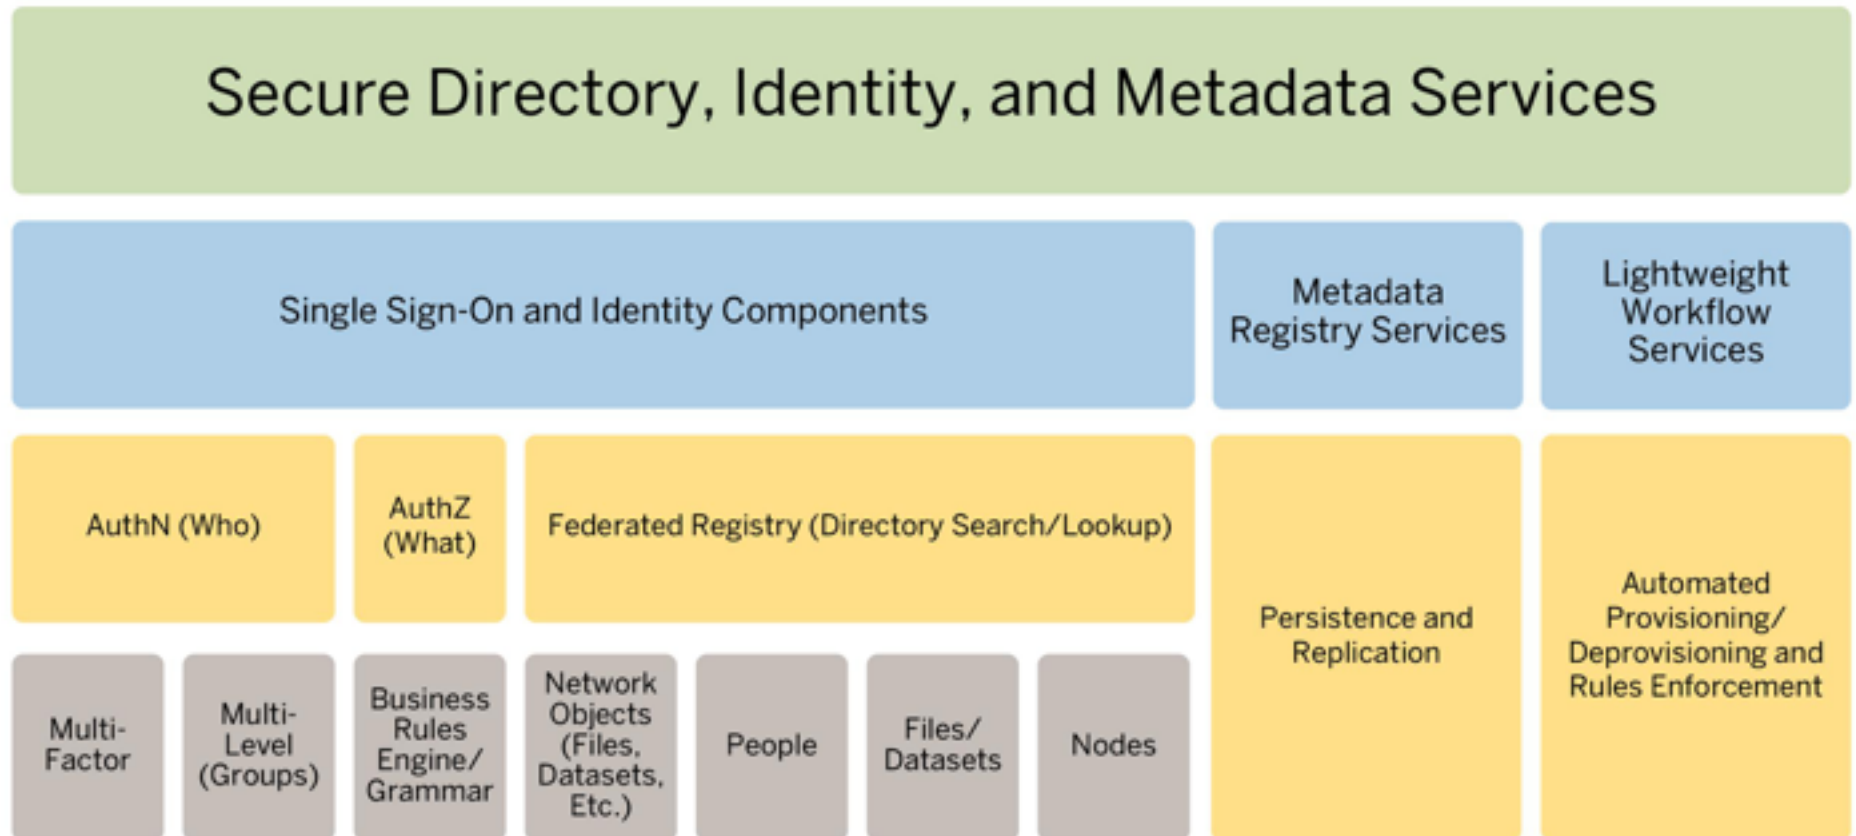 Secure Directory, Identity, and Metadata Services
Single Sign-On and Identity Components
Metadata
Registry Services
Lightweight
Workflow
Services
AuthN (Who)
AuthZ
(What)
Federated Registry (Directory Search/Lookup)
Persistence and
Replication
Automated
Provisioning/
Deprovisioning and
Rules Enforcement
Multi-
Factor
Multi-
Level
(Groups)
Business
Rules
Engine/
Grammar
Network
Objects
(Files,
Datasets,
Etc.)
People
Files/
Datasets
Nodes